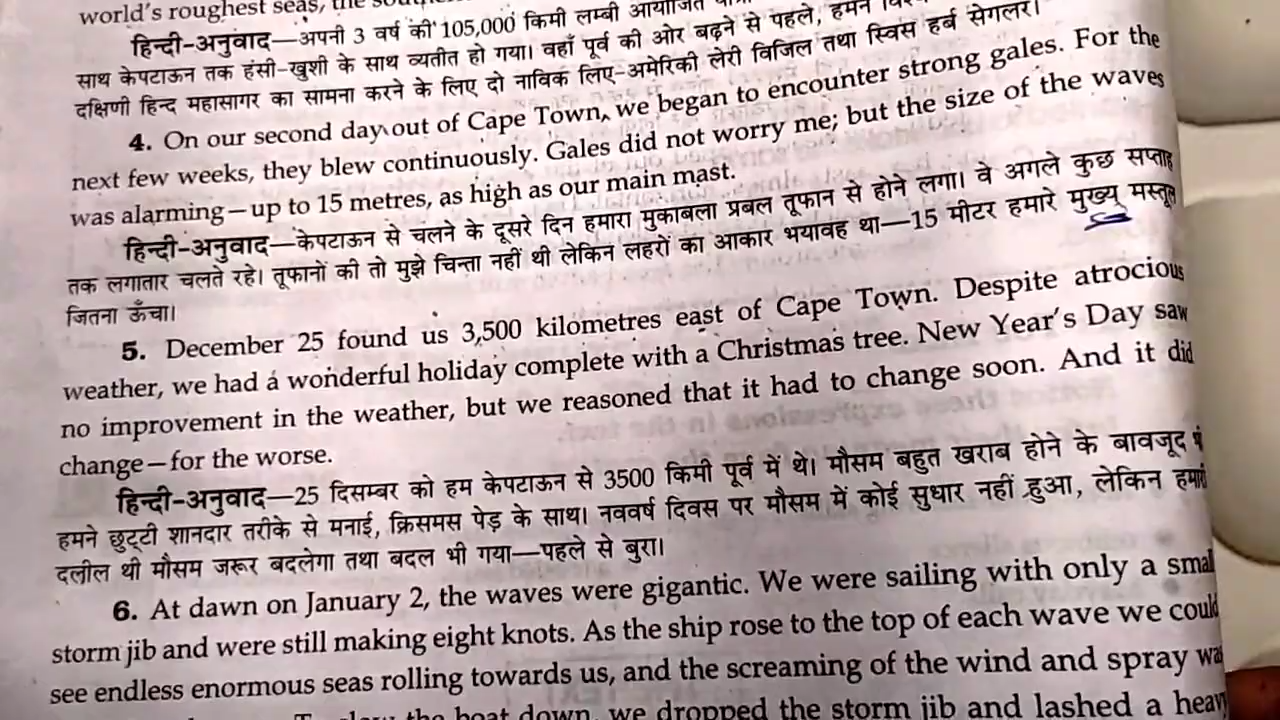 world's roughest seas, the
हिन्दी-अनुवाद—अपनी 3 वर्ष की 105,000 किमी लम्बी आयोजित
साथ केपटाऊन तक हंसी-खुशी के साथ व्यतीत हो गया। वहाँ पूर्व की ओर बढ़ने से पहले, हमने
दक्षिणी हिन्द महासागर का सामना करने के लिए दो नाविक लिए-अमेरिकी लेरी विजिल तथा स्विस हर्ब सेगलर।
4. On our second day out of Cape Town, we began to encounter strong gales. For the
next few weeks, they blew continuously. Gales did not worry me; but the size of the waves
was alarming—up to 15 metres, as high as our main mast.
हिन्दी-अनुवाद—केपटाऊन से चलने के दूसरे दिन हमारा मुकाबला प्रबल तूफान से होने लगा। वे अगले कुछ सप्ताह
तक लगातार चलते रहे। तूफानों की तो मुझे चिन्ता नहीं थी लेकिन लहरों का आकार भयावह था—15 मीटर हमारे मुख्य मस्तूल
जितना ऊँचा।
5. December 25 found us 3,500 kilometres east of Cape Town. Despite atrocious
weather, we had a wonderful holiday complete with a Christmas tree. New Year's Day saw
no improvement in the weather, but we reasoned that it had to change soon. And it did
change—for the worse.
हिन्दी-अनुवाद—25 दिसम्बर को हम केपटाऊन से 3500 किमी पूर्व में थे। मौसम बहुत खराब होने के बावजूद
हमने छुट्टी शानदार तरीके से मनाई, क्रिसमस पेड़ के साथ। नववर्ष दिवस पर मौसम में कोई सुधार नहीं हुआ, लेकिन
दलील थी मौसम जरूर बदलेगा तथा बदल भी गया—पहले से बुरा।
6. At dawn on January 2, the waves were gigantic. We were sailing with only a small
storm jib and were still making eight knots. As the ship rose to the top of each wave we could
see endless enormous seas rolling towards us, and the screaming of the wind and spray
the boat down, we dropped the storm jib and lashed a heavy